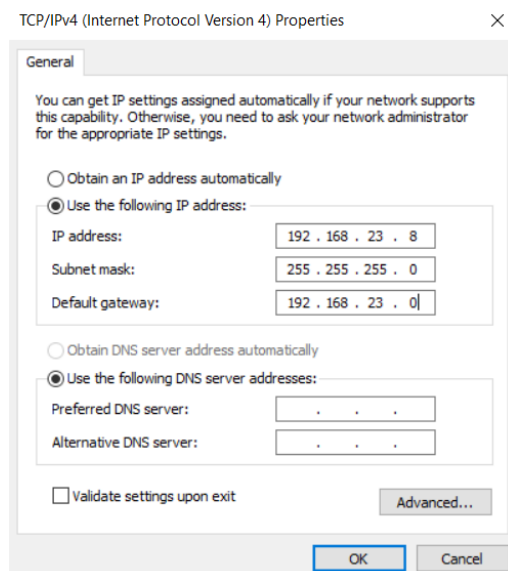 TCP/IPv4 (Internet Protocol Version 4) Properties
General
You can get IP settings assigned automatically if your network supports
this capability. Otherwise, you need to ask your network administrator
for the appropriate IP settings.
Obtain an IP address automatically
Use the following IP address:
IP address: 192 . 168 . 23 . 8
Subnet mask: 255 . 255 . 255 . 0
Default gateway: 192 . 168 . 23 . 0
Obtain DNS server address automatically
Use the following DNS server addresses:
Preferred DNS server: . . .
Alternative DNS server: . . .
Validate settings upon exit
Advanced...
OK Cancel